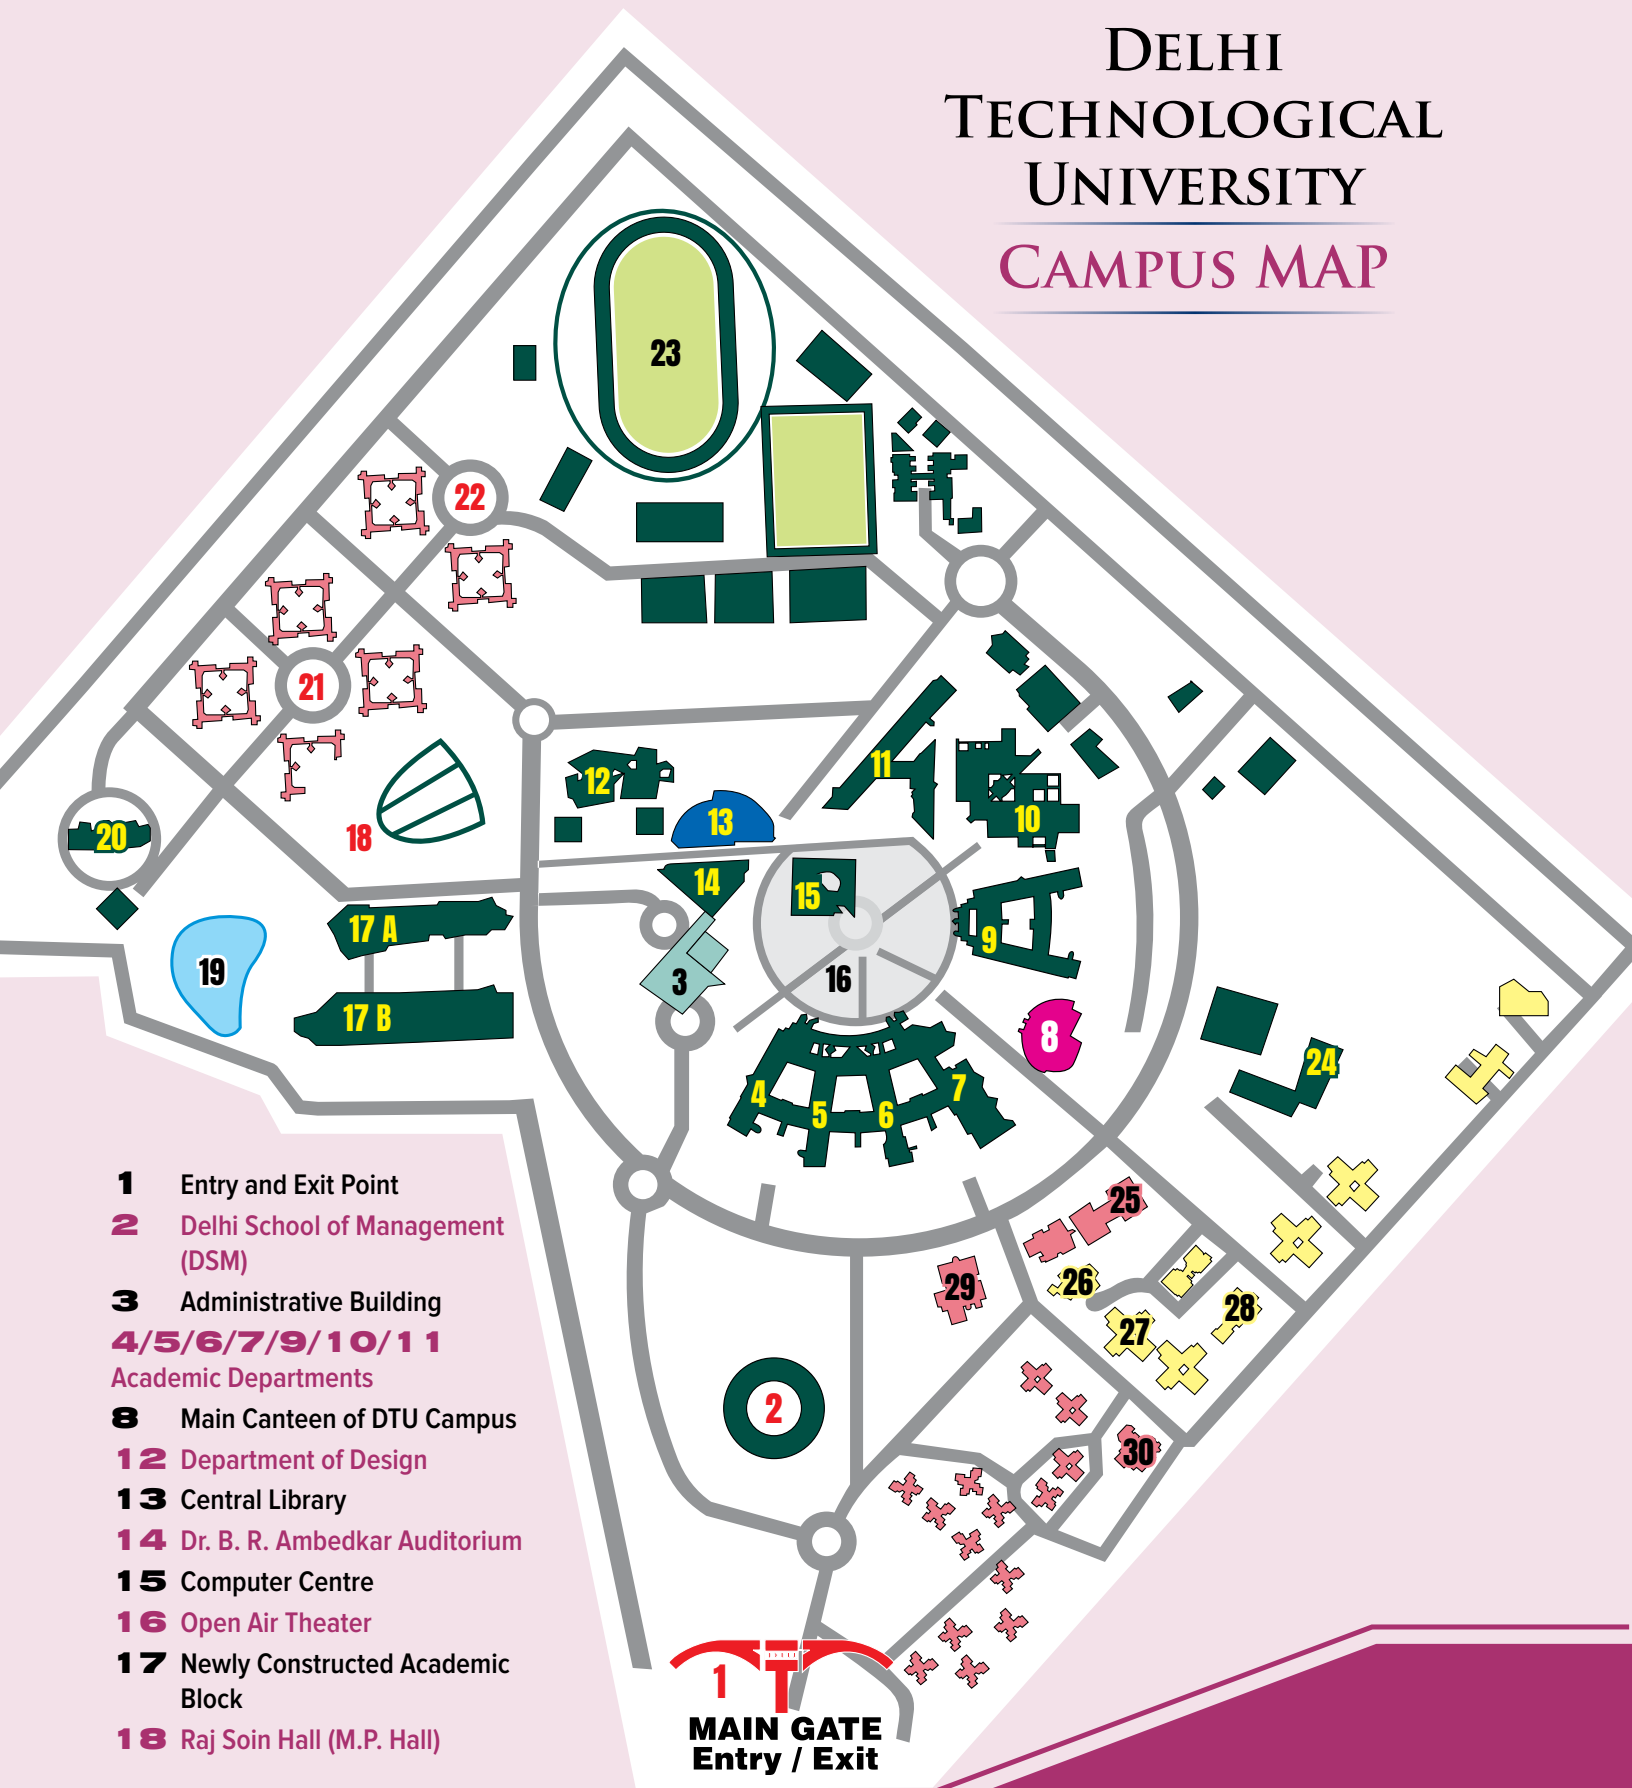 DELHI
TECHNOLOGICAL
UNIVERSITY
CAMPUS MAP
23
22
21
20
18
12
13
11
10
14
15
17 A
19
3
16
9
17 B
8
4
5
6
7
24
25
26
27
28
29
2
30
1 Entry and Exit Point
2 Delhi School of Management
(DSM)
3 Administrative Building
4/5/6/7/9/10/11
Academic Departments
8 Main Canteen of DTU Campus
12 Department of Design
13 Central Library
14 Dr. B. R. Ambedkar Auditorium
15 Computer Centre
16 Open Air Theater
17 Newly Constructed Academic
Block
18 Raj Soin Hall (M.P. Hall)
1
MAIN GATE
Entry / Exit